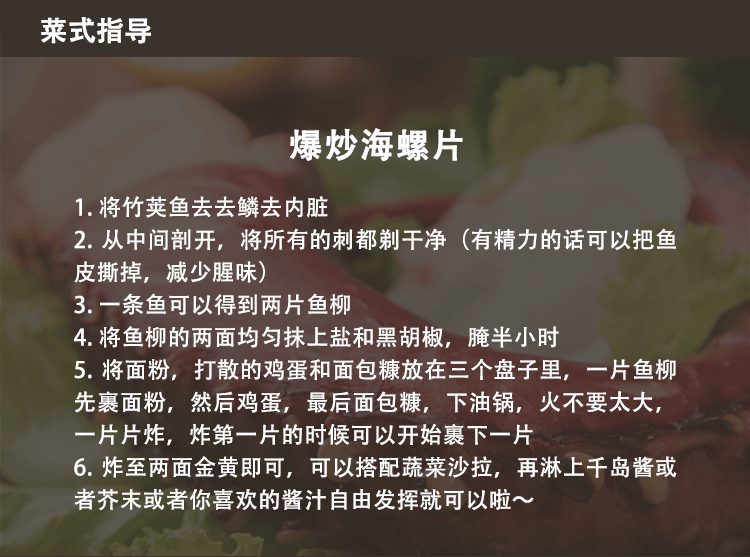 菜式指导
爆炒海螺片
1. 将竹荚鱼去去鳞去内脏
2. 从中间剖开，将所有的刺都剃干净（有精力的话可以把鱼
皮撕掉，减少腥味）
3. 一条鱼可以得到两片鱼柳
4. 将鱼柳的两面均匀抹上盐和黑胡椒，腌半小时
5. 将面粉，打散的鸡蛋和面包糠放在三个盘子里，一片鱼柳
先裹面粉，然后鸡蛋，最后面包糠，下油锅，火不要太大，
一片片炸，炸第一片的时候可以开始裹下一片
6. 炸至两面金黄即可，可以搭配蔬菜沙拉，再淋上千岛酱或
者芥末或者你喜欢的酱汁自由发挥就可以啦～